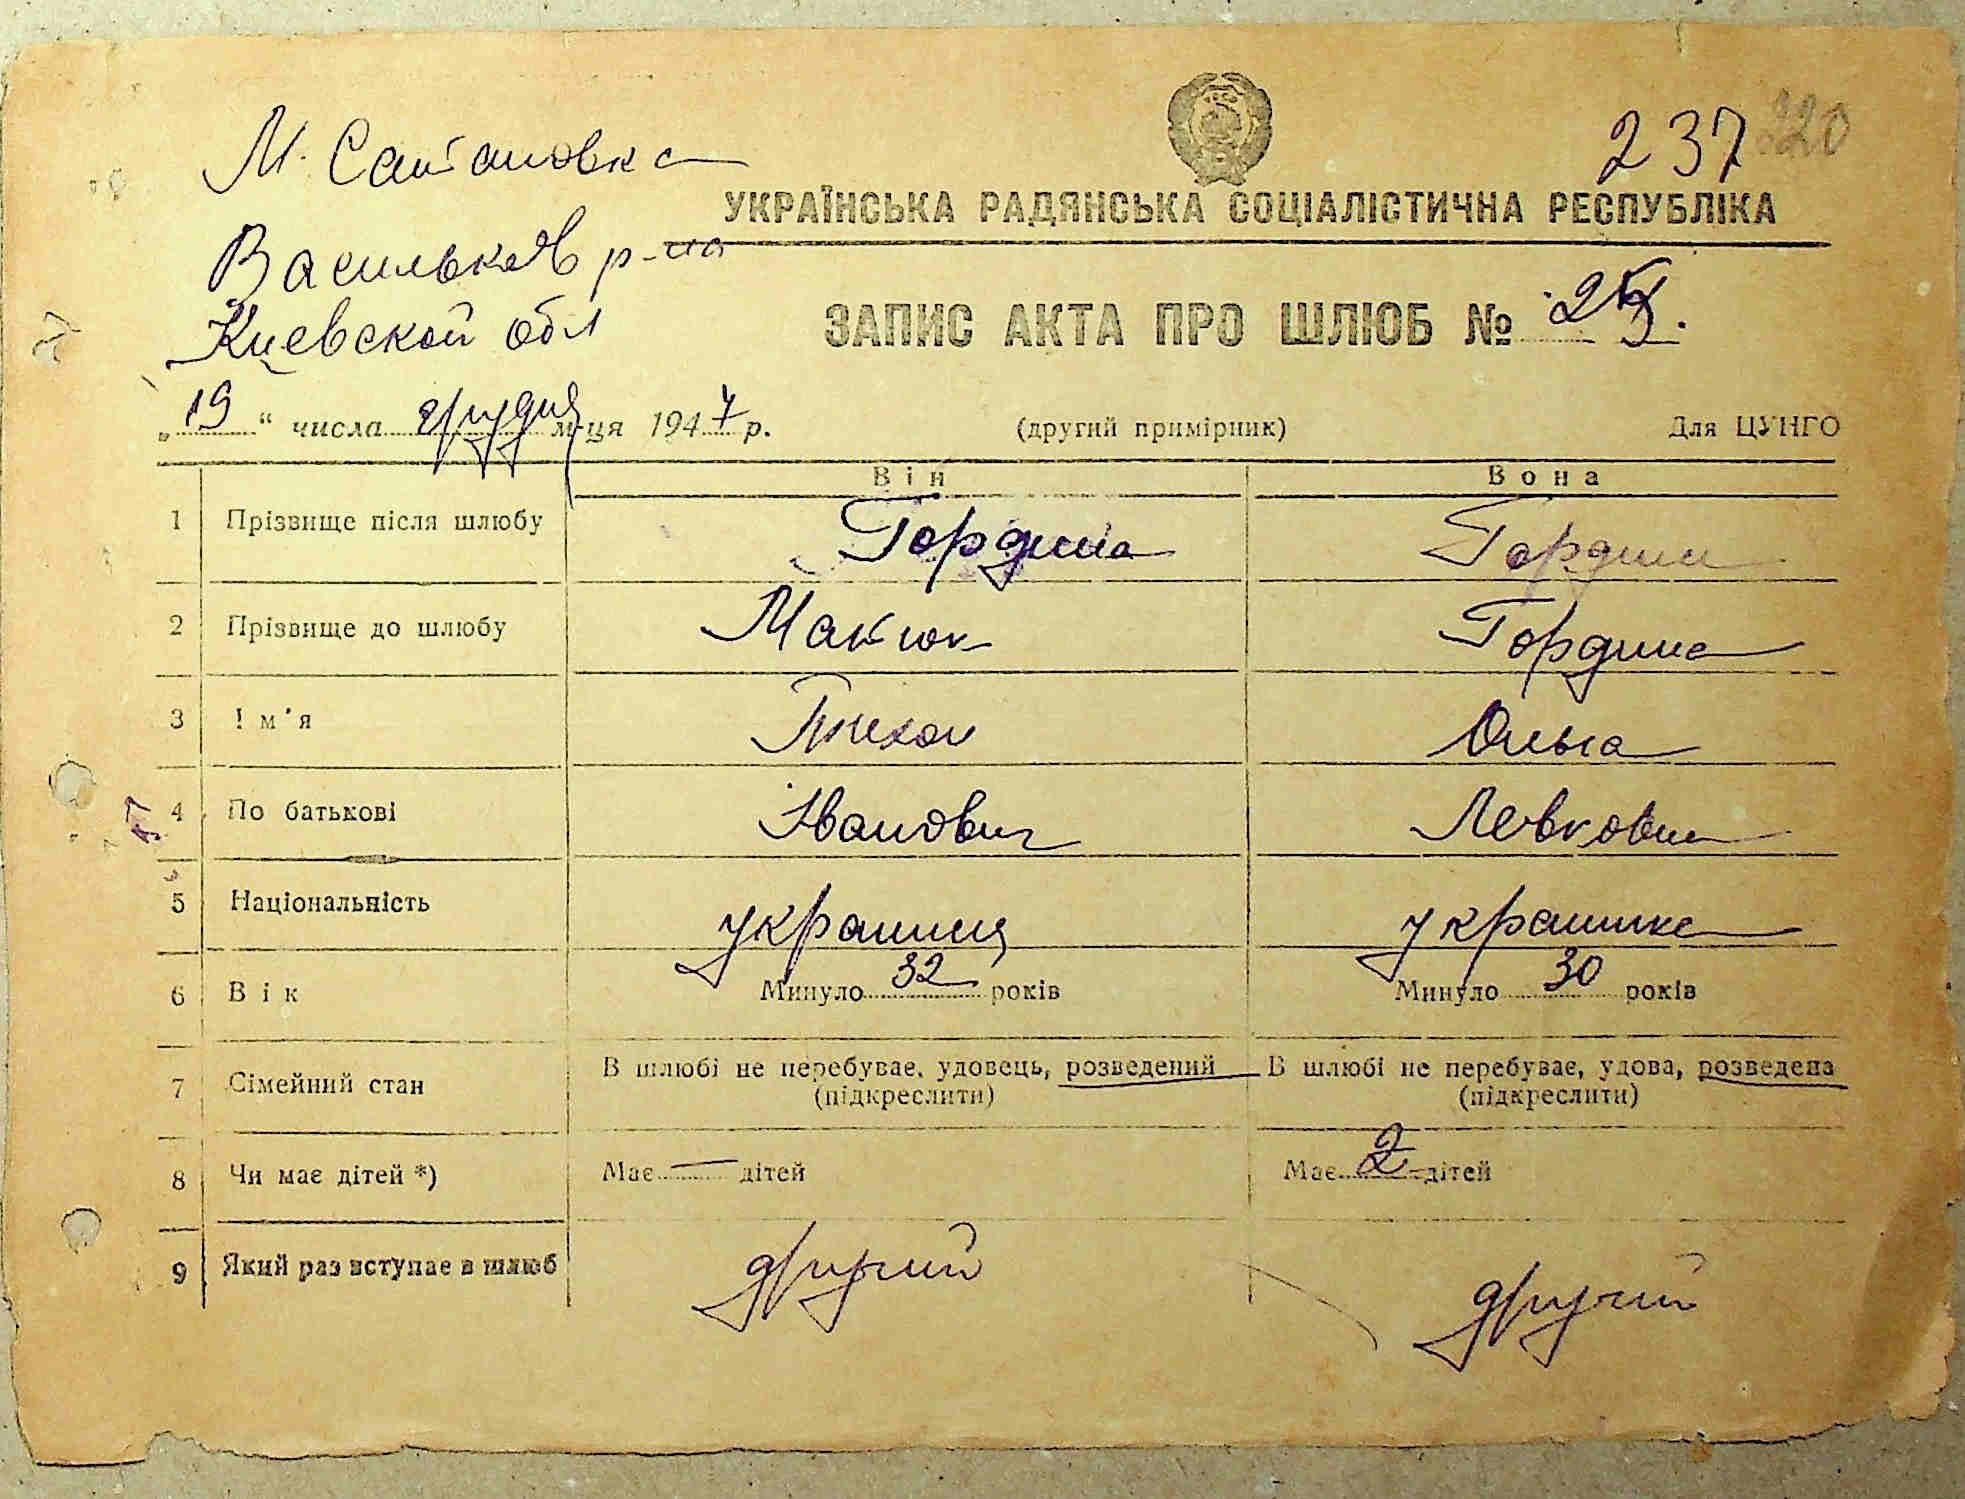 237 320
М. Салтановка
УКРАЇНСЬКА РАДЯНСЬКА СОЦІАЛІСТИЧНА РЕСПУБЛІКА
Васильков р-на
Киевской обл
ЗАПИС АКТА ПРО ШЛЮБ №
„19“ числа грудня м-ця 1947 р. (другий примірник) Для ЦУНГО
Він Вона
1 Прізвище після шлюбу Гордина Гордин
2 Прізвище до шлюбу Гордина
3 Ім'я Тихон Ольга
4 По батькові Іванович Левковна
5 Національність украинец украинка
6 Вік Минуло 32 років Минуло 30 років
7 Сімейний стан В шлюбі не перебуває, удовець, розведений (підкреслити) В шлюбі не перебуває, удова, розведена (підкреслити)
8 Чи має дітей *) Має — дітей Має 2 дітей
9 Який раз вступає в шлюб другий другий